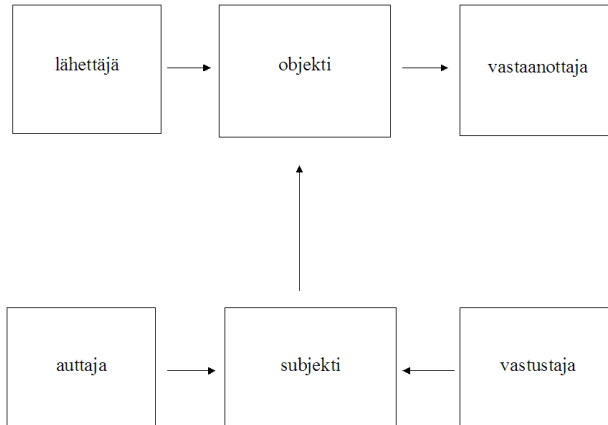 lähettäjä
objekti
vastaanottaja
auttaja
subjekti
vastustaja